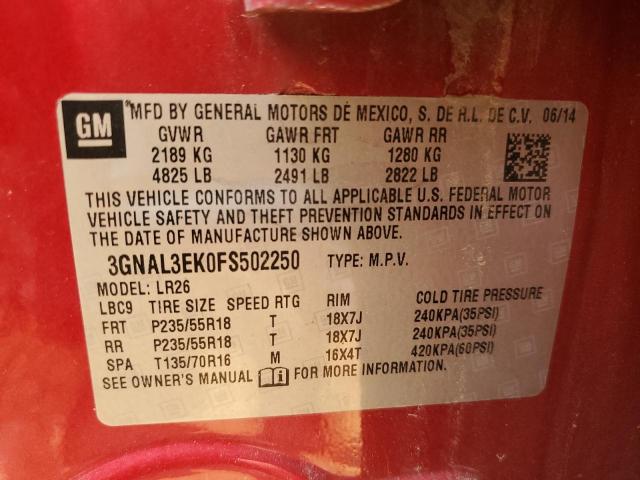 GM
MFD BY GENERAL MOTORS DE MEXICO, S. DE R.L. DE C.V. 06/14
GVWR GAWR FRT GAWR RR
2189 KG 1130 KG 1280 KG
4825 LB 2491 LB 2822 LB
THIS VEHICLE CONFORMS TO ALL APPLICABLE U.S. FEDERAL MOTOR
VEHICLE SAFETY AND THEFT PREVENTION STANDARDS IN EFFECT ON
THE DATE OF MANUFACTURE SHOWN ABOVE.
3GNAL3EK0FS502250 TYPE: M.P.V.
MODEL: LR26
LBC9 TIRE SIZE SPEED RTG RIM COLD TIRE PRESSURE
FRT P235/55R18 T 18X7J 240KPA(35PSI)
RR P235/55R18 T 18X7J 240KPA(35PSI)
SPA T135/70R16 M 16X4T 420KPA(60PSI)
SEE OWNER'S MANUAL FOR MORE INFORMATION.